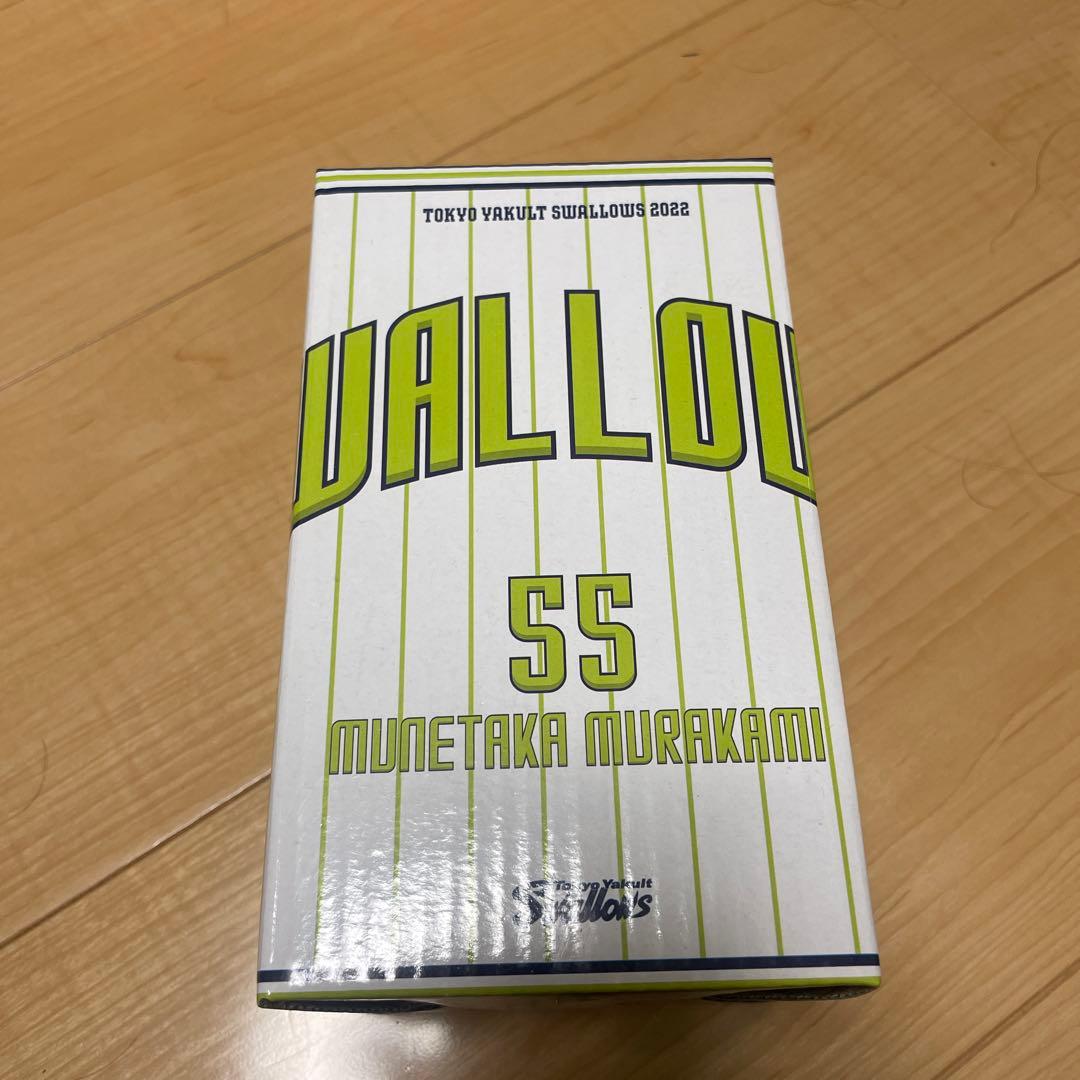 TOKYO YAKULT SWALLOWS 2022
WALLOW
55
MUNETAKA MURAKAMI
Tokyo Yakult
Swallows